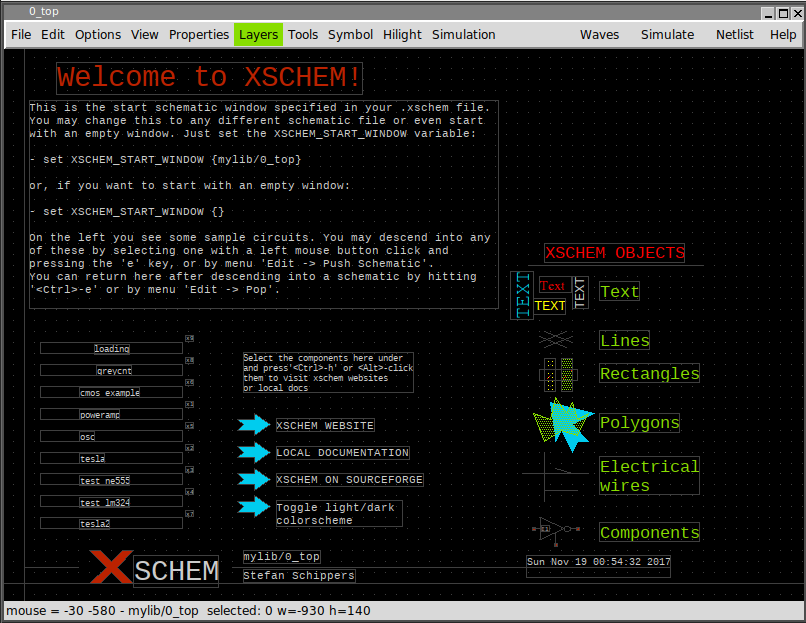 0_top
File Edit Options View Properties Layers Tools Symbol Hilight Simulation Waves Simulate Netlist Help
Welcome to XSCHEM!
This is the start schematic window specified in your .xschem file.
You may change this to any different schematic file or even start
with an empty window. Just set the XSCHEM_START_WINDOW variable:
- set XSCHEM_START_WINDOW {mylib/0_top}
or, if you want to start with an empty window:
- set XSCHEM_START_WINDOW {}
On the left you see some sample circuits. You may descend into any
of these by selecting one with a left mouse button click and
pressing the 'e' key, or by menu 'Edit -> Push Schematic'.
You can return here after descending into a schematic by hitting
'<Ctrl>-e' or by menu 'Edit -> Pop'.
XSCHEM OBJECTS
TEXT
Text
TEXT
TEXT
Text
Lines
Rectangles
Polygons
Electrical
wires
Components
loading
greycnt
cmos_example
poweramp
osc
tesla
test_ne555
test_lm324
tesla2
Select the components here under
and press'<Ctrl>-h' or <Alt>-click
them to visit xschem websites
or local docs
XSCHEM WEBSITE
LOCAL DOCUMENTATION
XSCHEM ON SOURCEFORGE
Toggle light/dark
colorscheme
XSCHEM
mylib/0_top
Stefan Schippers
Sun Nov 19 00:54:32 2017
mouse = -30 -580 - mylib/0_top selected: 0 w=-930 h=140